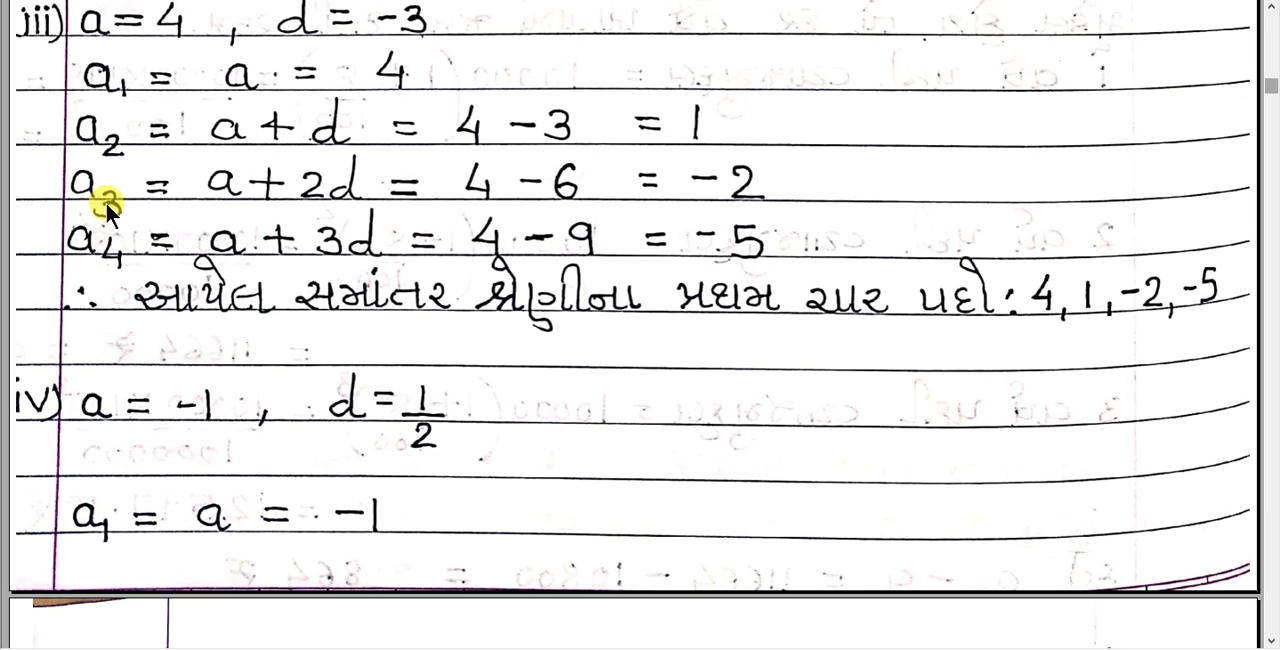 iii) a = 4 , d = -3
a₁ = a = 4
a₂ = a + d = 4 - 3 = 1
a₃ = a + 2d = 4 - 6 = -2
a₄ = a + 3d = 4 - 9 = -5
∴ આપેલ સમાંતર શ્રેણીના પ્રથમ ચાર પદો : 4, 1, -2, -5
iv) a = -1 , d = 1/2
a₁ = a = -1